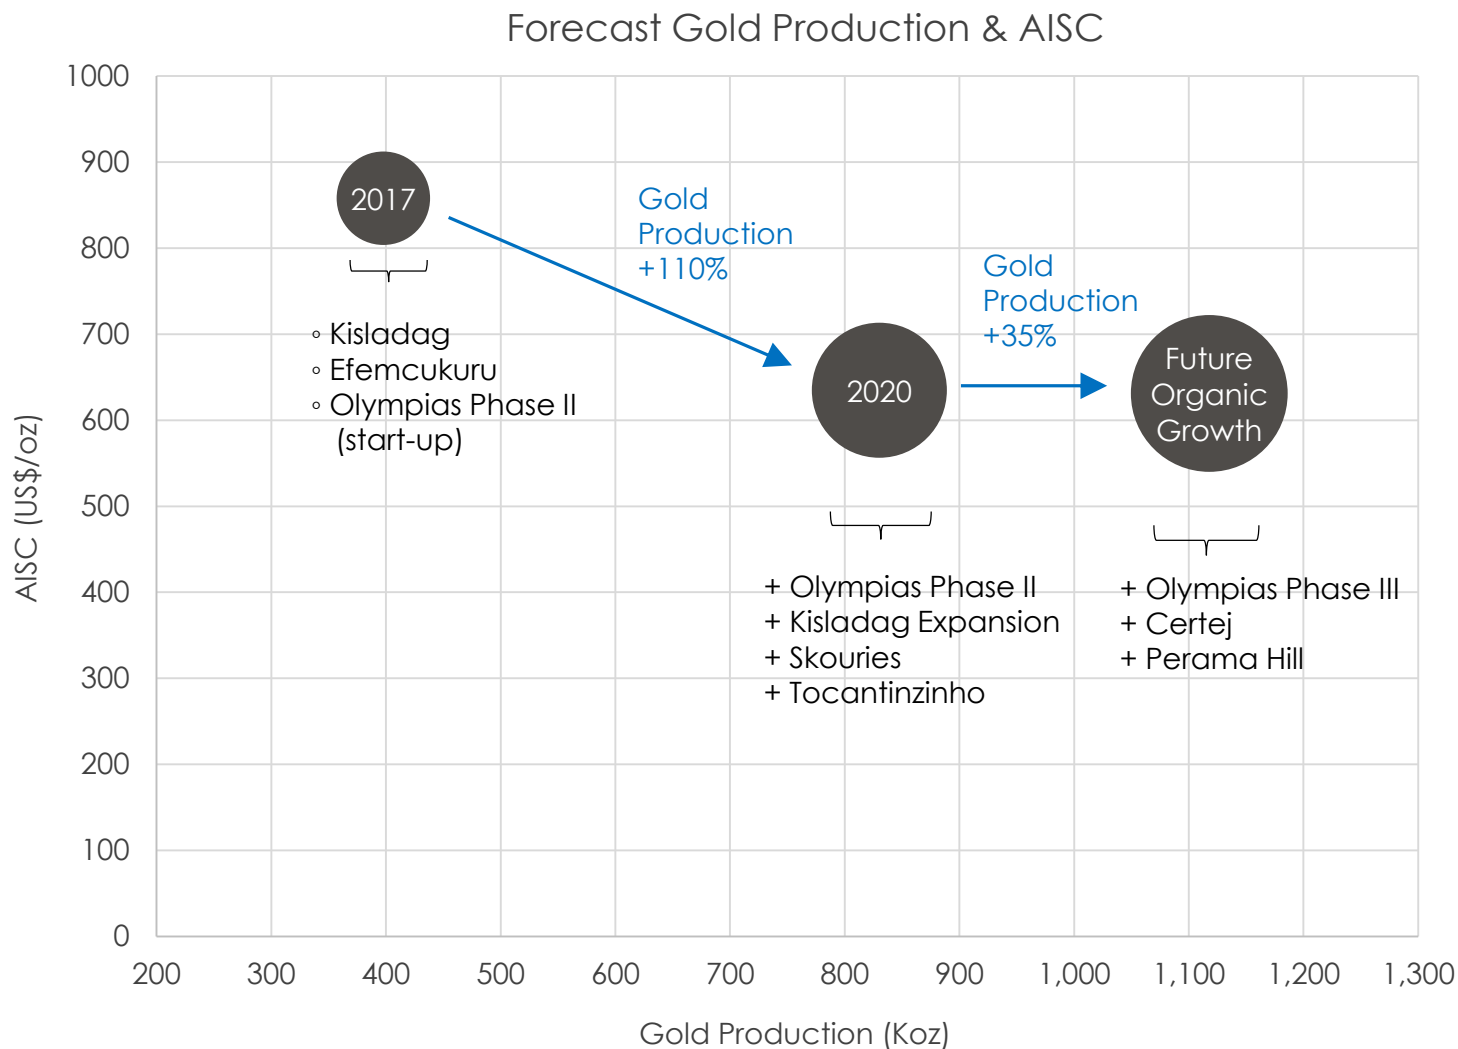 Forecast Gold Production & AISC
1000
900
800
700
600
500
400
300
200
100
0
AISC (US$/oz)
2017
◦ Kisladag
◦ Efemcukuru
◦ Olympias Phase II
(start-up)
Gold
Production
+110%
2020
+ Olympias Phase II
+ Kisladag Expansion
+ Skouries
+ Tocantinzinho
Gold
Production
+35%
Future
Organic
Growth
+ Olympias Phase III
+ Certej
+ Perama Hill
200 300 400 500 600 700 800 900 1,000 1,100 1,200 1,300
Gold Production (Koz)